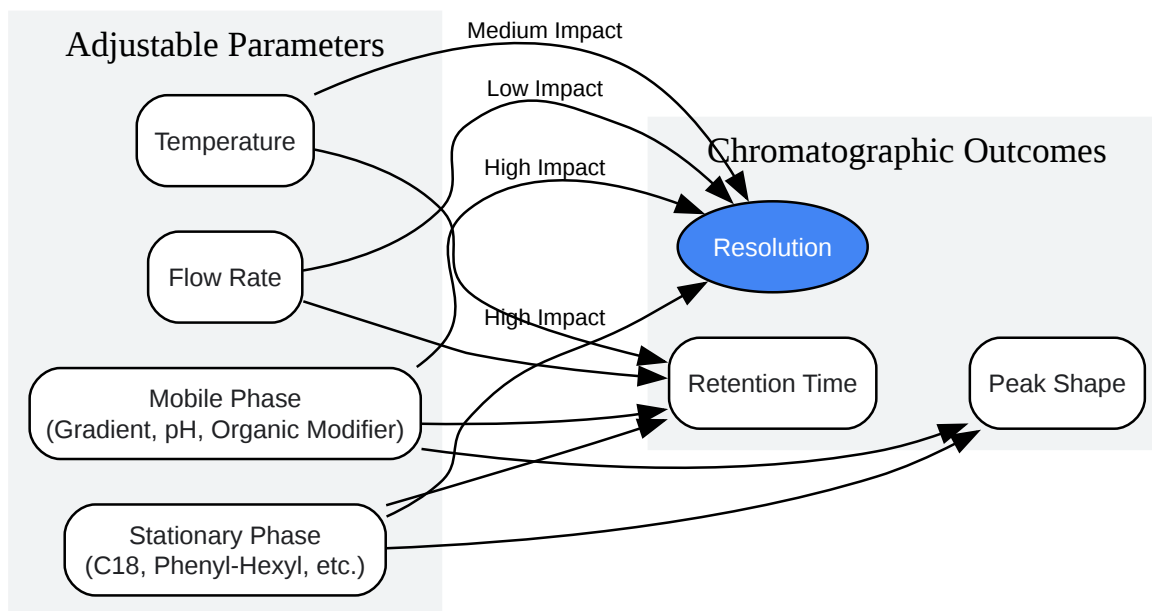 Adjustable Parameters
Medium Impact
Low Impact
Temperature
Chromatographic Outcomes
High Impact
Resolution
Flow Rate
High Impact
Retention Time
Peak Shape
Mobile Phase
(Gradient, pH, Organic Modifier)
Stationary Phase
(C18, Phenyl-Hexyl, etc.)